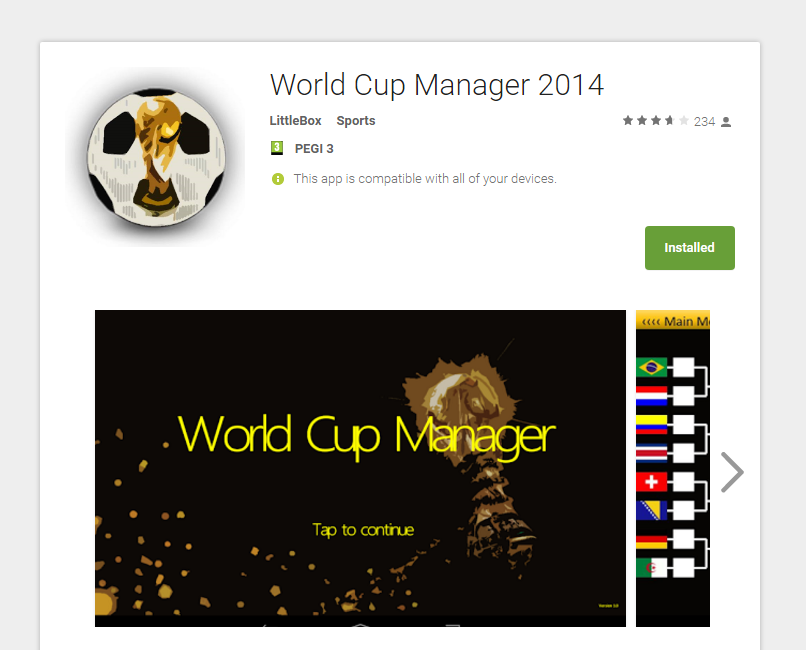 World Cup Manager 2014
LittleBox Sports
234
3 PEGI 3
This app is compatible with all of your devices.
Installed
World Cup Manager
Tap to continue
Version 2.0
‹‹‹‹ Main M